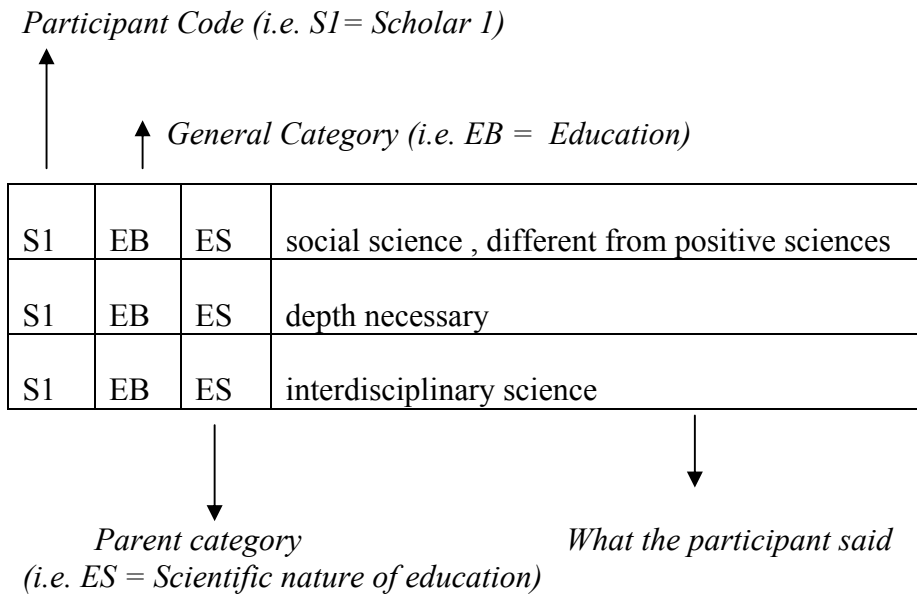 Participant Code (i.e. S1= Scholar 1)
General Category (i.e. EB = Education)
S1 EB ES social science , different from positive sciences
S1 EB ES depth necessary
S1 EB ES interdisciplinary science
Parent category What the participant said
(i.e. ES = Scientific nature of education)